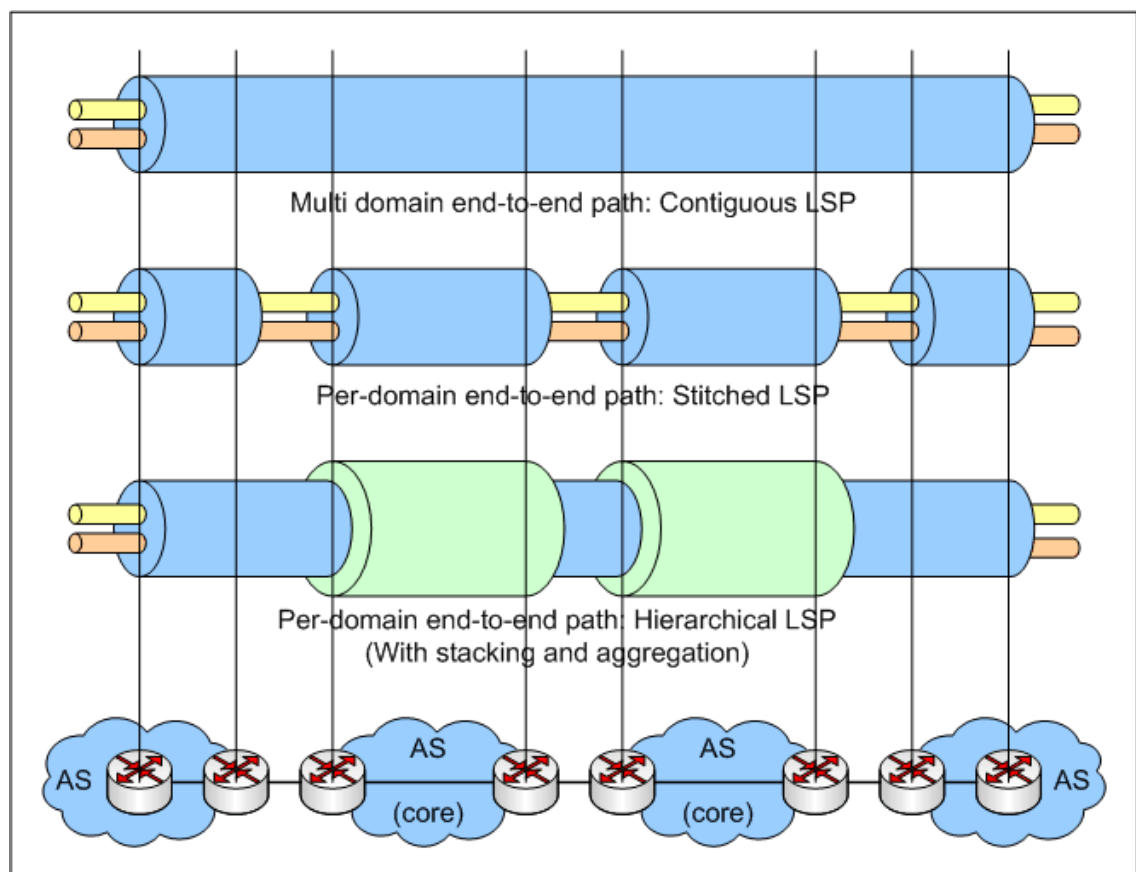 Multi domain end-to-end path: Contiguous LSP
Per-domain end-to-end path: Stitched LSP
Per-domain end-to-end path: Hierarchical LSP
(With stacking and aggregation)
AS
AS
(core)
AS
(core)
AS